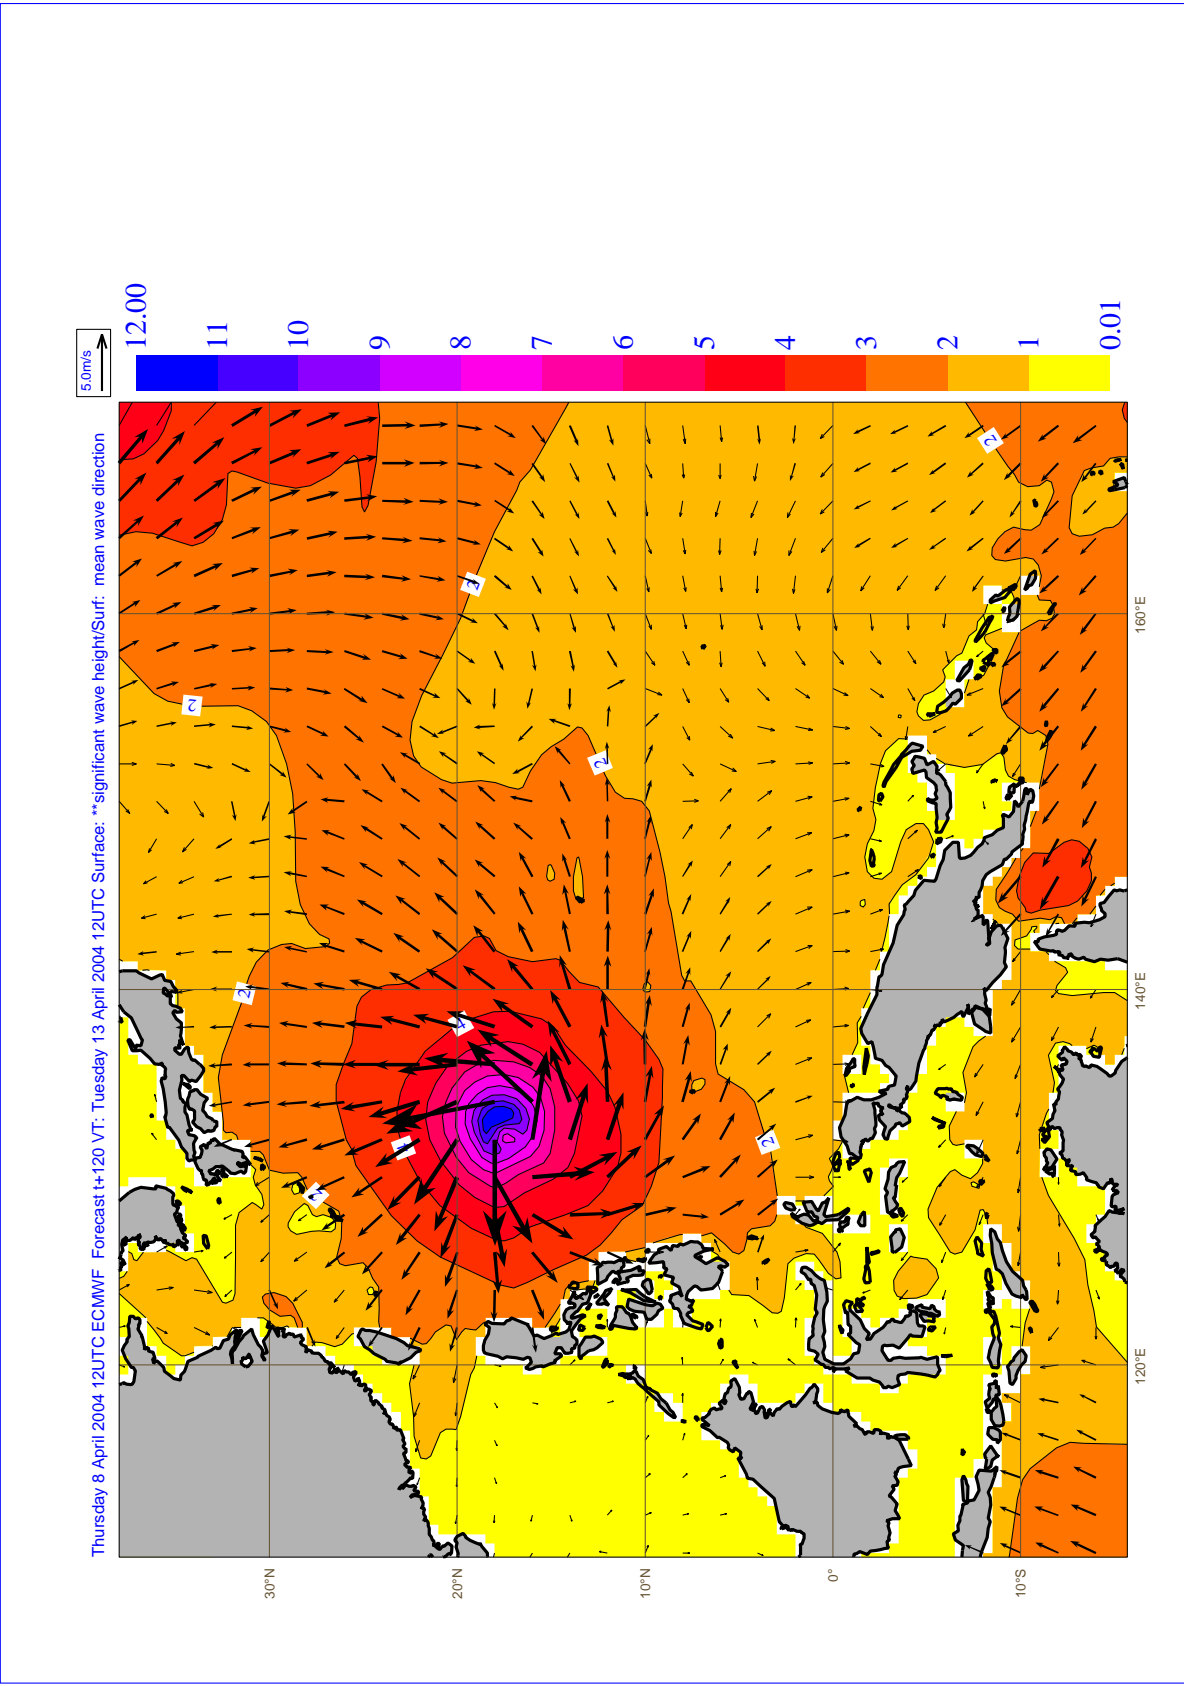 Thursday 8 April 2004 12UTC ECMWF Forecast t+120 VT: Tuesday 13 April 2004 12UTC Surface: **significant wave height/Surf: mean wave direction
5.0m/s
0.01
1
2
3
4
5
6
7
8
9
10
11
12.00
2
2
2
2
2
2
2
2
4
4
30°N
20°N
10°N
0°
10°S
120°E
140°E
160°E